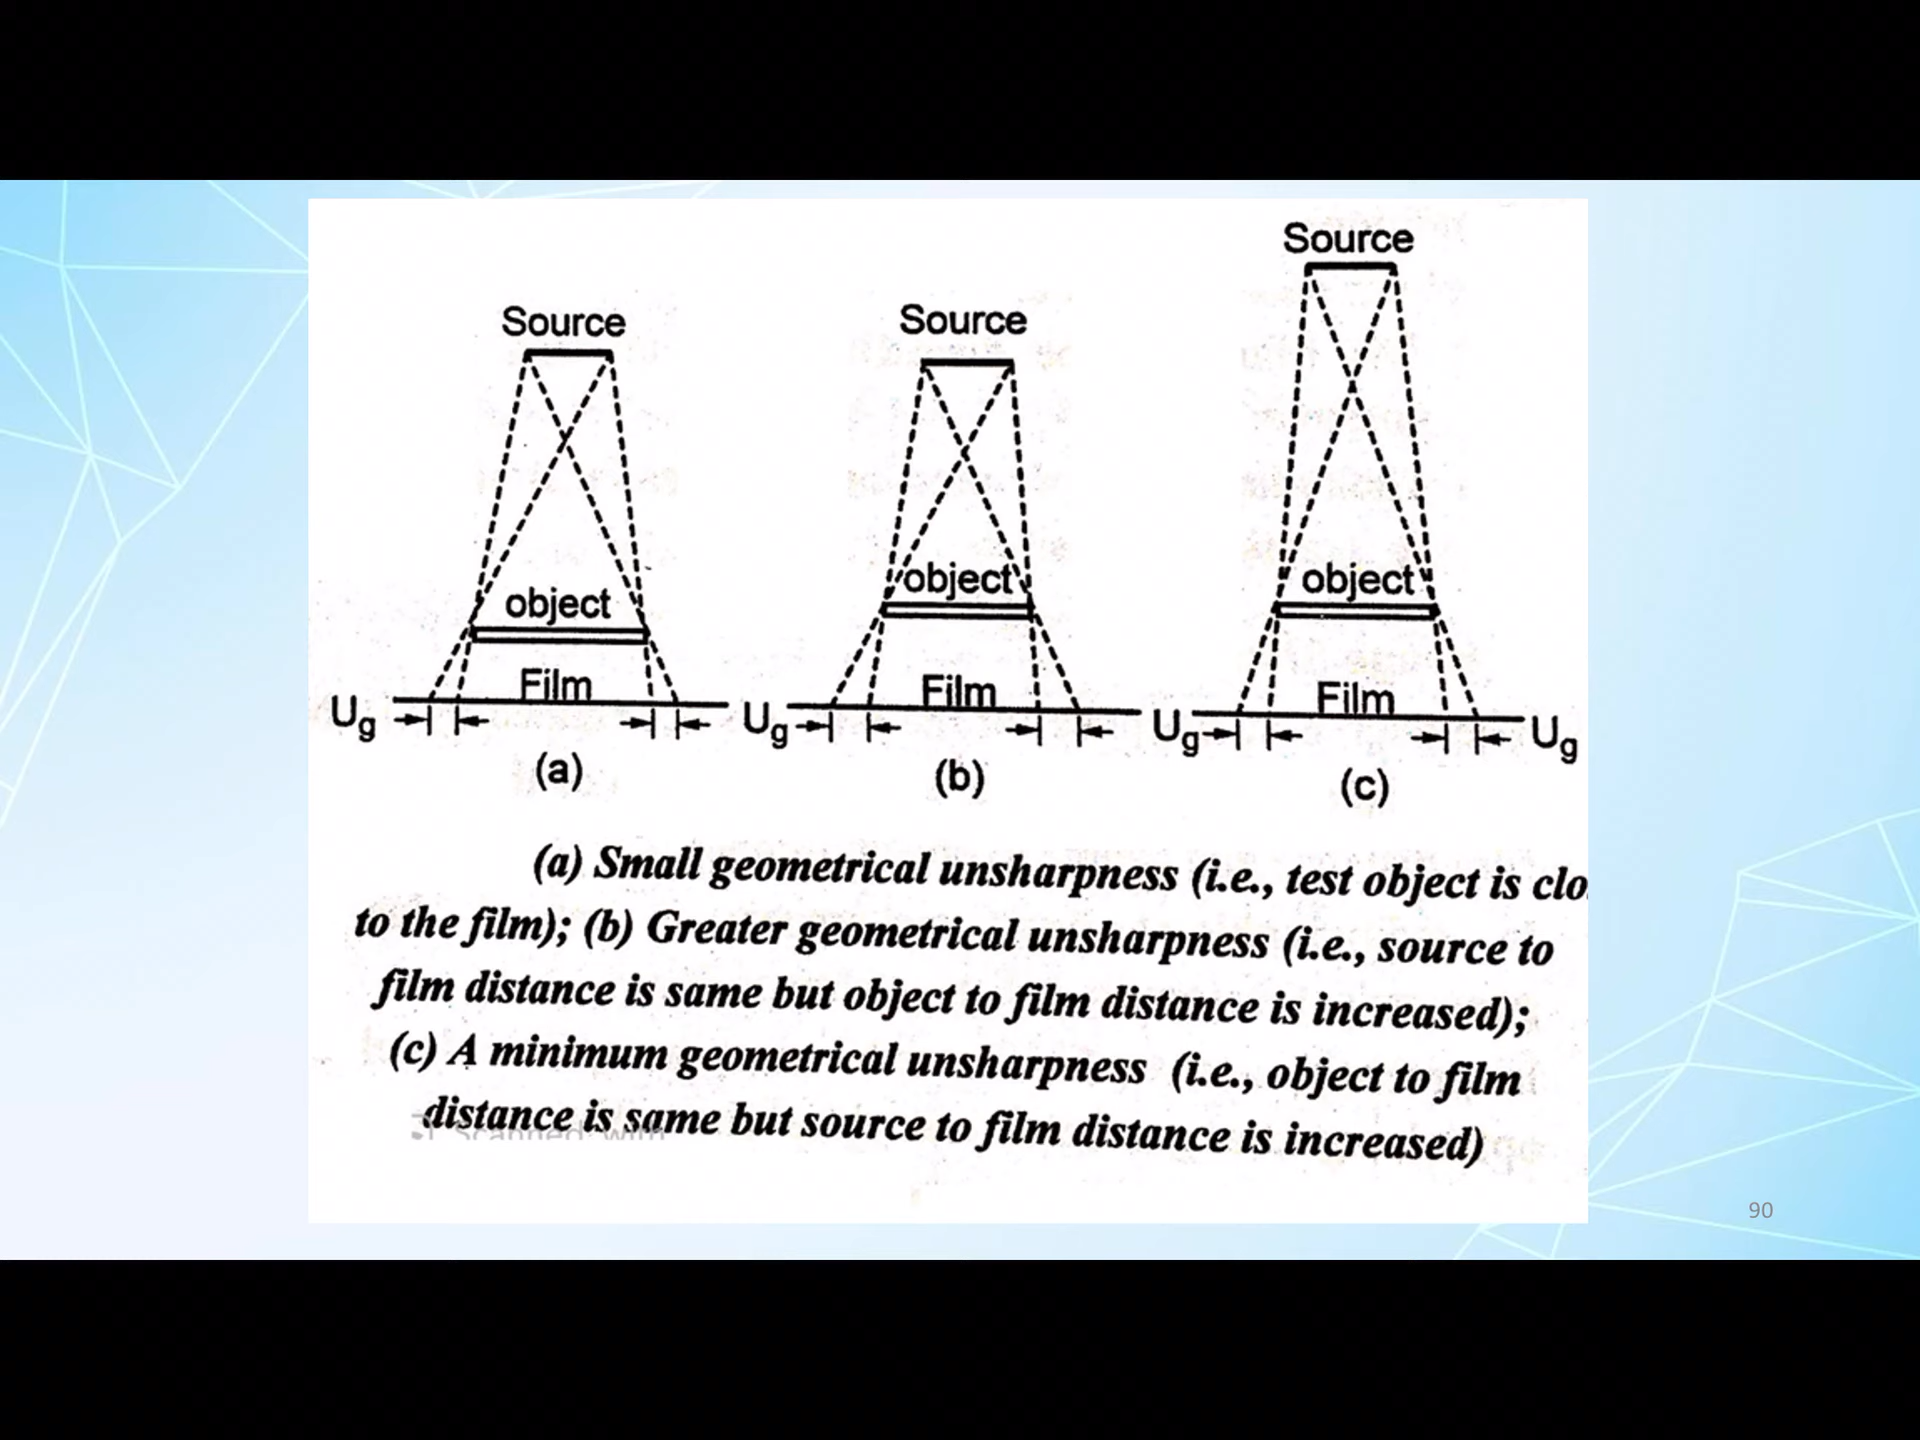 Source
Source
Source
object
object
object
Film
Film
Film
Ug
Ug
Ug
Ug
(a)
(b)
(c)
(a) Small geometrical unsharpness (i.e., test object is clo
to the film); (b) Greater geometrical unsharpness (i.e., source to
film distance is same but object to film distance is increased);
(c) A minimum geometrical unsharpness (i.e., object to film
distance is same but source to film distance is increased)
Scanned with
90